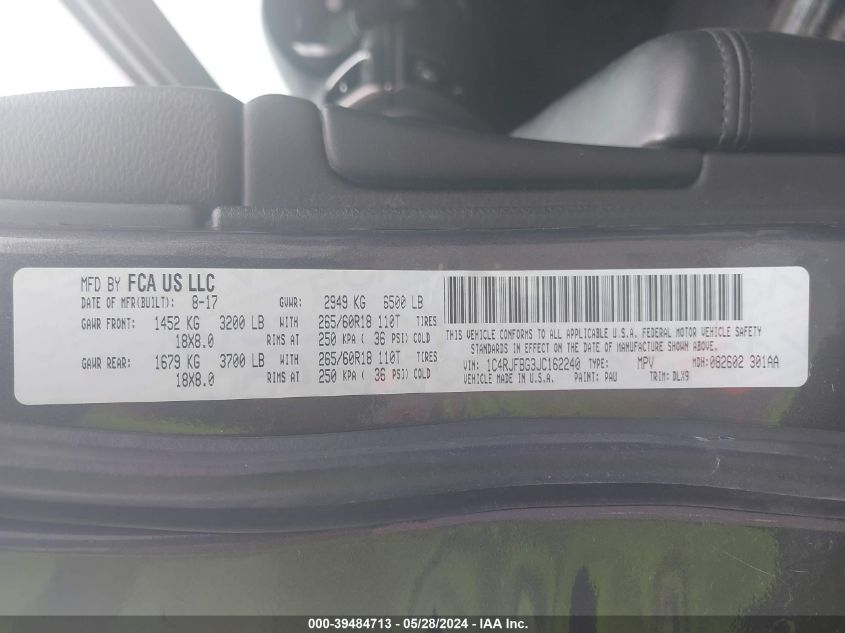 MFD BY FCA US LLC
DATE OF MFR(BUILT): 8-17 GVWR: 2949 KG 6500 LB
GAWR FRONT: 1452 KG 3200 LB WITH 265/60R18 110T TIRES
18X8.0 RIMS AT 250 KPA ( 36 PSI) COLD
GAWR REAR: 1679 KG 3700 LB WITH 265/60R18 110T TIRES
18X8.0 RIMS AT 250 KPA ( 36 PSI) COLD
THIS VEHICLE CONFORMS TO ALL APPLICABLE U.S.A. FEDERAL MOTOR VEHICLE SAFETY
STANDARDS IN EFFECT ON THE DATE OF MANUFACTURE SHOWN ABOVE.
VIN: 1C4RJFBG3JC162240 TYPE: MPV MDH: 082602 301AA
VEHICLE MADE IN U.S.A. PAINT: PAU TRIM: DLX9
000-39484713 - 05/28/2024 - IAA Inc.